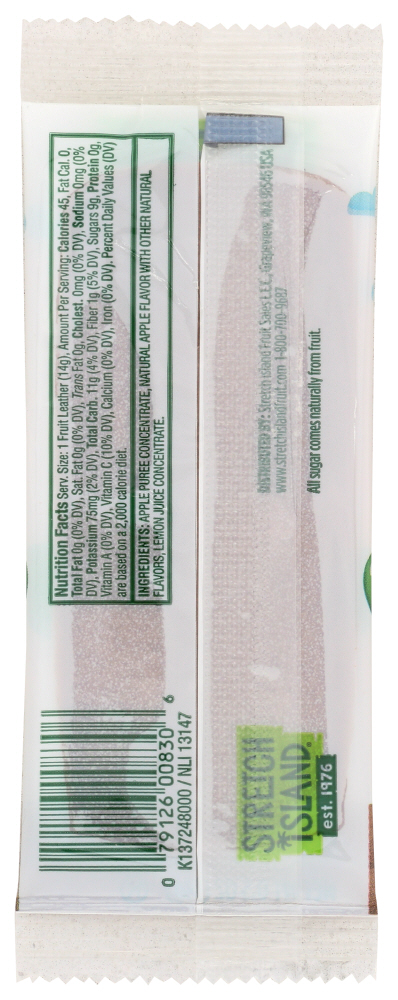 Nutrition Facts Serv. Size: 1 Fruit Leather (14g), Amount Per Serving: Calories 45, Fat Cal. 0,
Total Fat 0g (0% DV), Sat. Fat 0g (0% DV), Trans Fat 0g, Cholest. 0mg (0% DV), Sodium 0mg (0%
DV), Potassium 75mg (2% DV), Total Carb. 11g (4% DV), Fiber 1g (5% DV), Sugars 9g, Protein 0g,
Vitamin A (0% DV), Vitamin C (10% DV), Calcium (0% DV), Iron (0% DV). Percent Daily Values (DV)
are based on a 2,000 calorie diet.
INGREDIENTS: APPLE PUREE CONCENTRATE, NATURAL APPLE FLAVOR WITH OTHER NATURAL
FLAVORS, LEMON JUICE CONCENTRATE.
DISTRIBUTED BY: Stretch Island Fruit Sales L.L.C., Grapeview, WA 98546 USA
www.stretchislandfruit.com 1-800-700-9687
All sugar comes naturally from fruit.
0 79126 00830 6
K137248000 / NLI 13147
STRETCH
ISLAND.
est. 1976